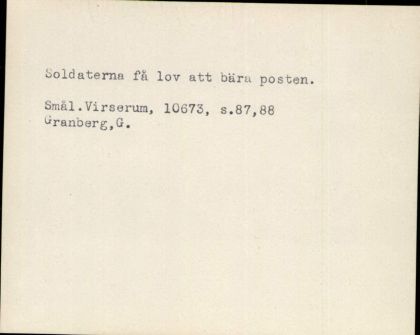 Soldaterna få lov att bära posten.
Smål.Virserum, 10673, s.87,88
Granberg,G.